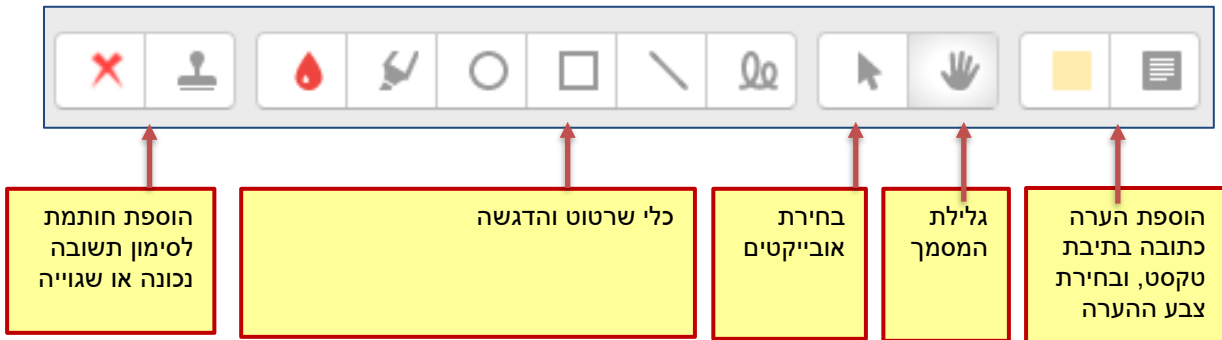 הוספת הערה
כתובה בתיבת
טקסט, ובחירת
צבע ההערה
גלילת
המסמך
בחירת
אובייקטים
כלי שרטוט והדגשה
הוספת חותמת
לסימון תשובה
נכונה או שגוייה